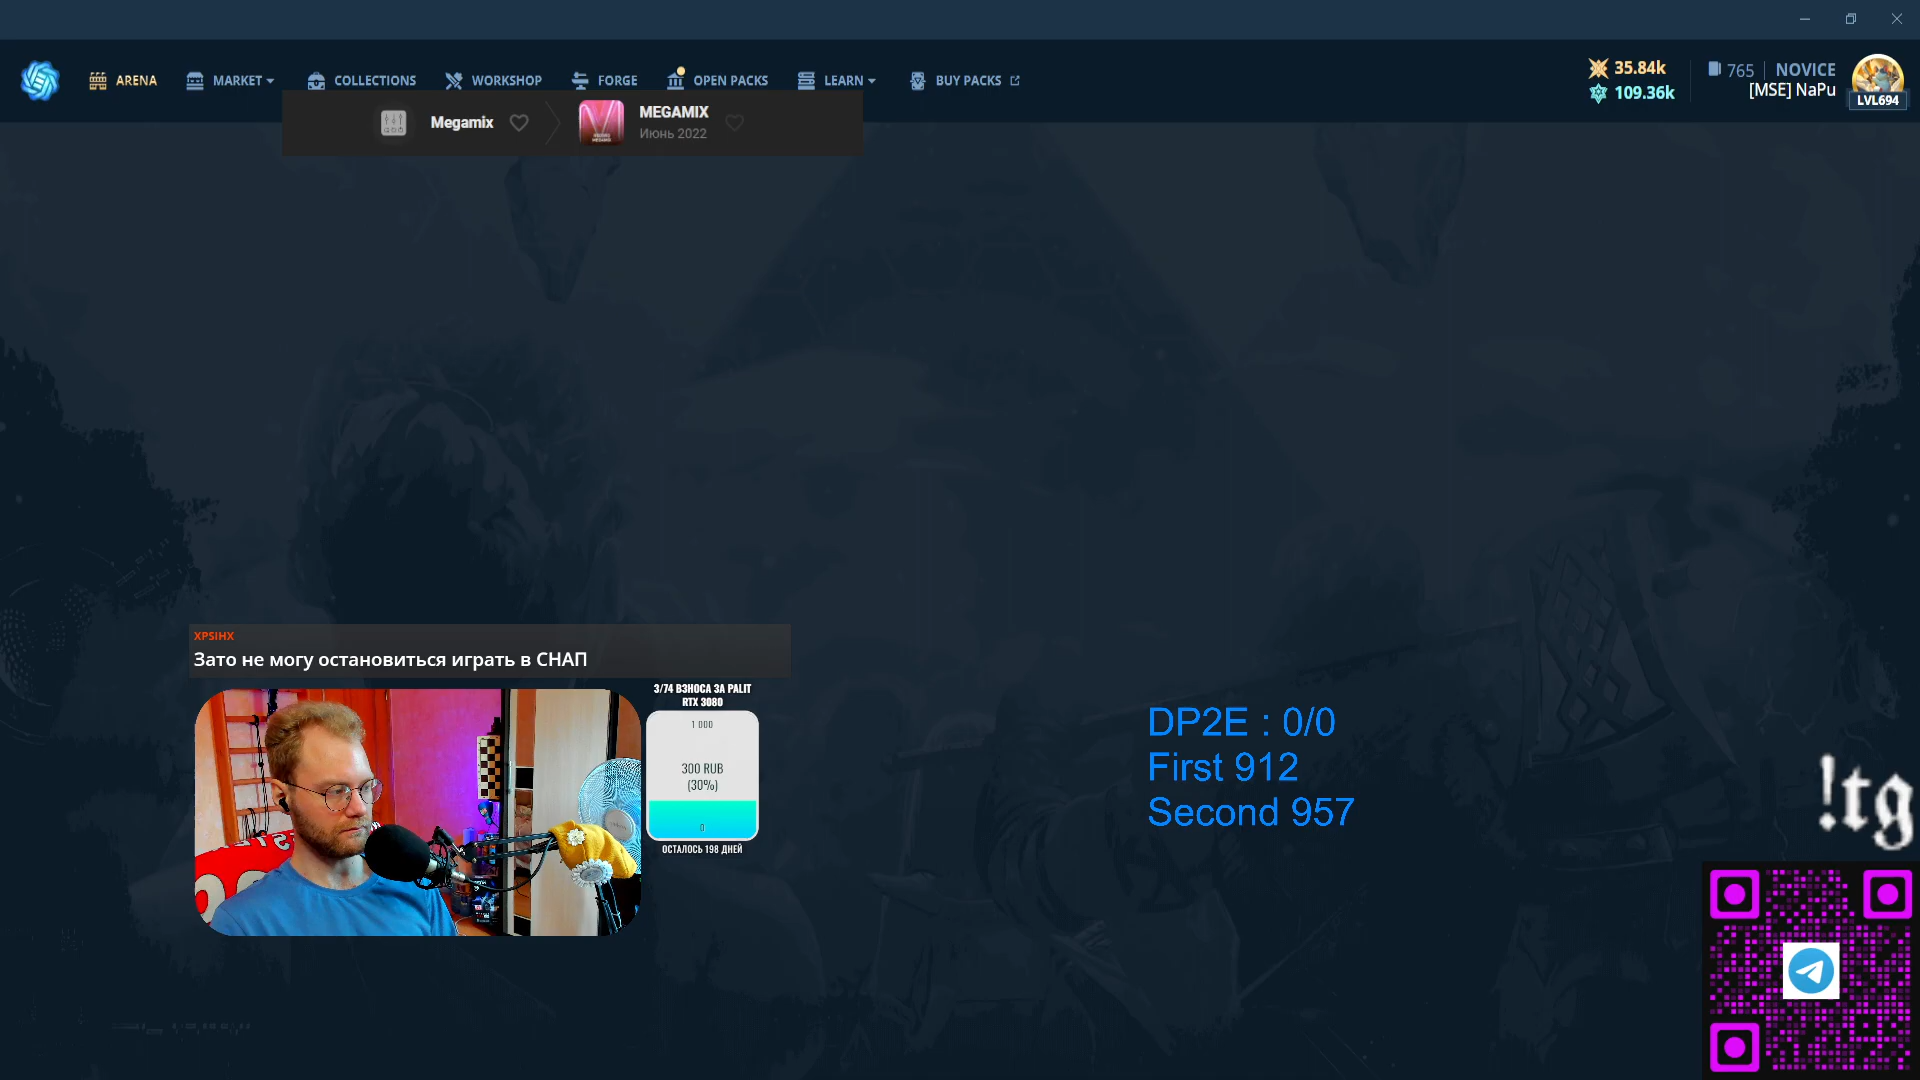 ARENA
MARKET
COLLECTIONS
WORKSHOP
FORGE
OPEN PACKS
LEARN
BUY PACKS
35.84k
109.36k
765
NOVICE
[MSE] NaPu
LVL694
Megamix
MEGAMIX
Июнь 2022
XPSIHX
Зато не могу остановиться играть в СНАП
3/74 ВЗНОСА ЗА PALIT
RTX 3080
1 000
300 RUB
(30%)
0
ОСТАЛОСЬ 198 ДНЕЙ
DP2E : 0/0
First 912
Second 957
!tg